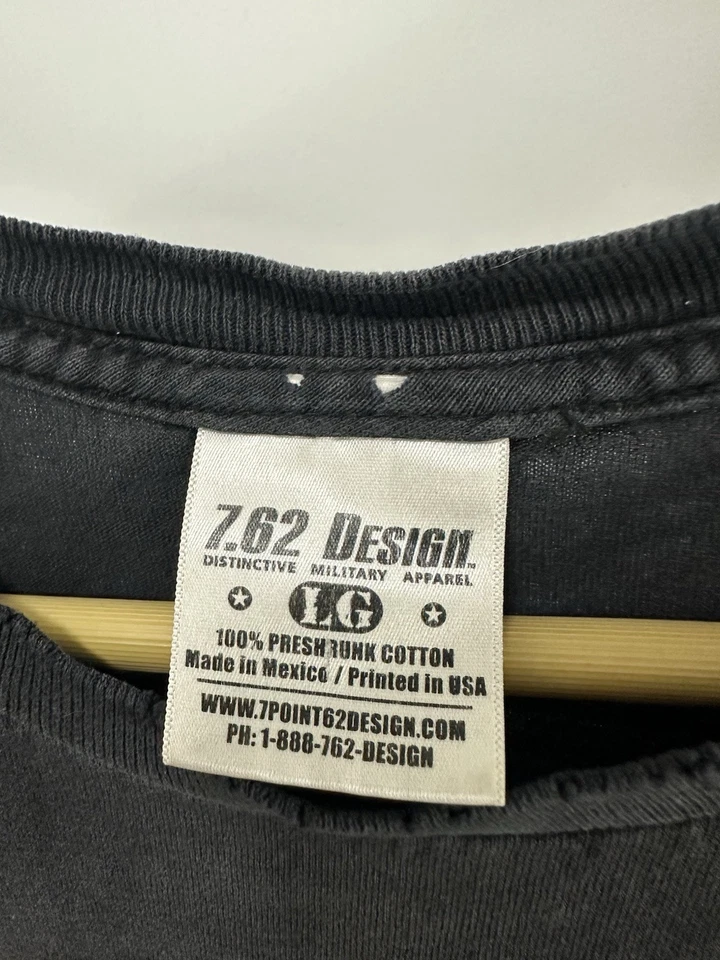 7.62 DESIGN™
DISTINCTIVE MILITARY APPAREL
LG
100% PRESHRUNK COTTON
Made in Mexico / Printed in USA
WWW.7POINT62DESIGN.COM
PH: 1-888-762-DESIGN